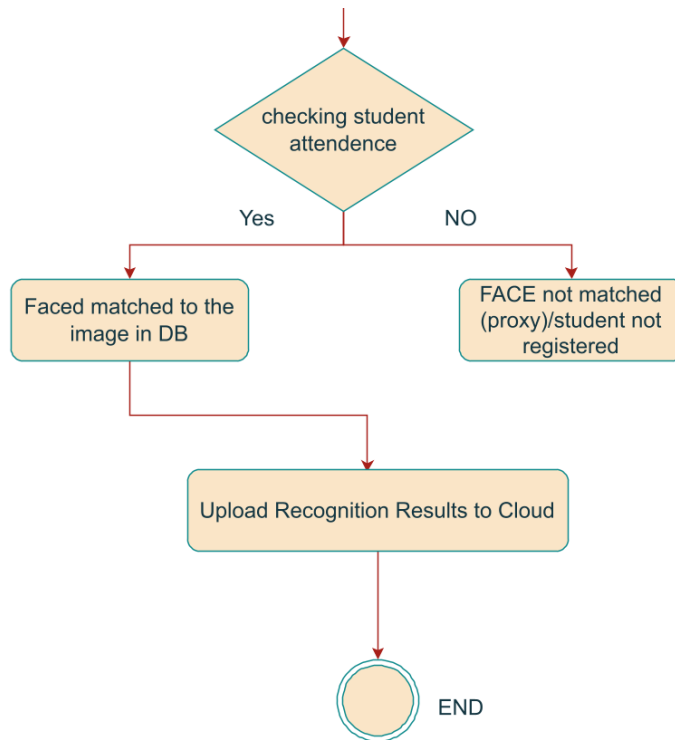 checking student
attendence
Yes
NO
Faced matched to the
image in DB
FACE not matched
(proxy)/student not
registered
Upload Recognition Results to Cloud
END